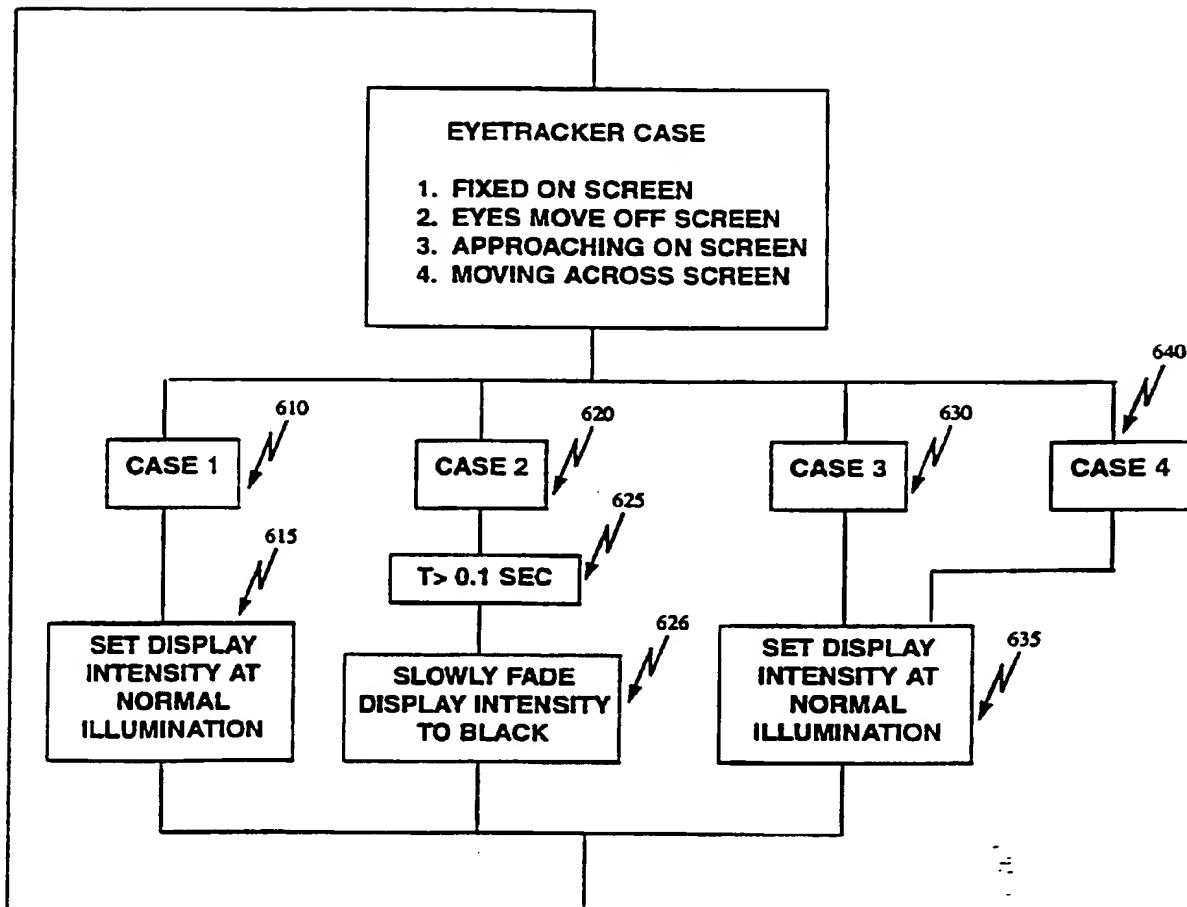 EYETRACKER CASE
1. FIXED ON SCREEN
2. EYES MOVE OFF SCREEN
3. APPROACHING ON SCREEN
4. MOVING ACROSS SCREEN
640
610
620
630
CASE 1
CASE 2
CASE 3
CASE 4
625
615
T> 0.1 SEC
626
635
SET DISPLAY
INTENSITY AT
NORMAL
ILLUMINATION
SLOWLY FADE
DISPLAY INTENSITY
TO BLACK
SET DISPLAY
INTENSITY AT
NORMAL
ILLUMINATION